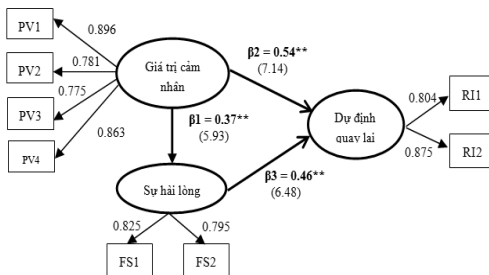 PV1
0.896
PV2
0.781
PV3
0.775
PV4
0.863
Giá trị cảm
nhân
β2 = 0.54**
(7.14)
β1 = 0.37**
(5.93)
Dự định
quay lai
0.804
RI1
0.875
RI2
β3 = 0.46**
(6.48)
Sự hài lòng
0.825
0.795
FS1
FS2